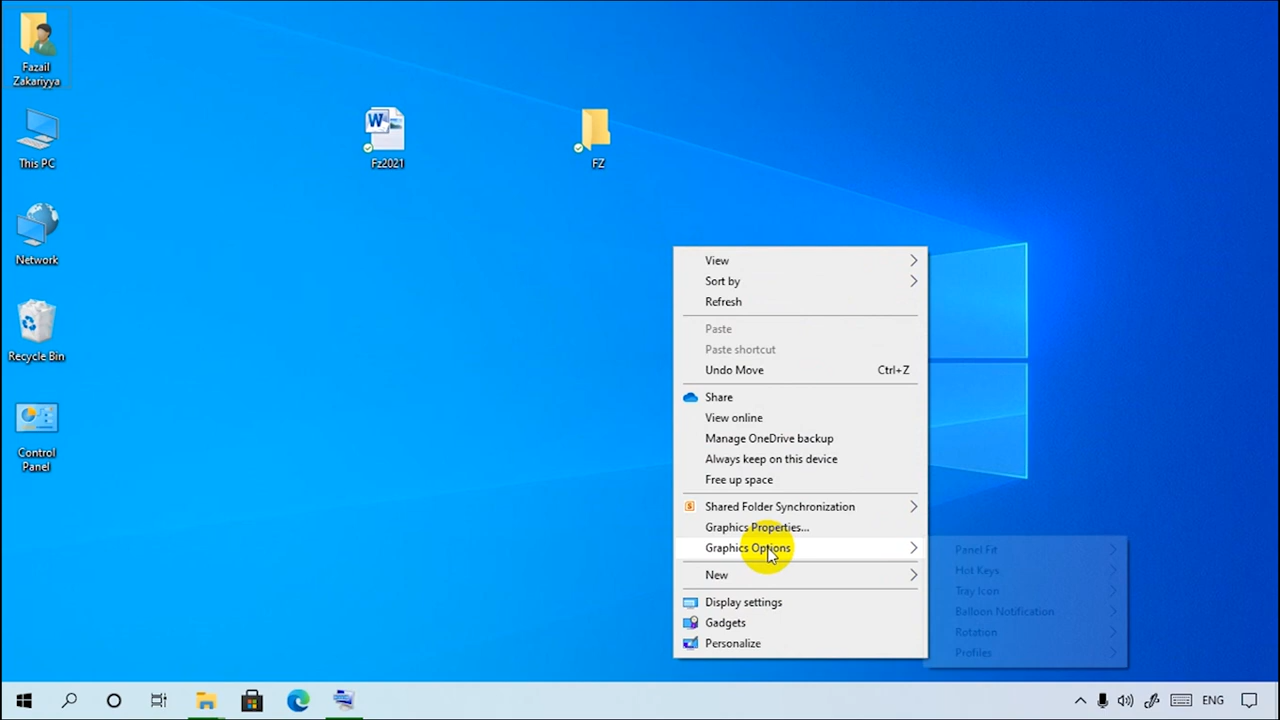 Fazail
Zakariyya
This PC
Network
Recycle Bin
Control
Panel
W
Fz2021
FZ
View
Sort by
Refresh
Paste
Paste shortcut
Undo Move Ctrl+Z
Share
View online
Manage OneDrive backup
Always keep on this device
Free up space
S
Shared Folder Synchronization
Graphics Properties...
Graphics Options
New
Display settings
Gadgets
Personalize
Panel Fit
Hot Keys
Tray Icon
Balloon Notification
Rotation
Profiles
ENG